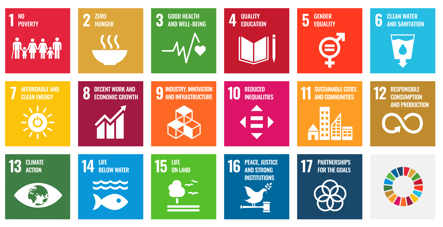 1 NO
POVERTY
2 ZERO
HUNGER
3 GOOD HEALTH
AND WELL-BEING
4 QUALITY
EDUCATION
5 GENDER
EQUALITY
6 CLEAN WATER
AND SANITATION
7 AFFORDABLE AND
CLEAN ENERGY
8 DECENT WORK AND
ECONOMIC GROWTH
9 INDUSTRY, INNOVATION
AND INFRASTRUCTURE
10 REDUCED
INEQUALITIES
11 SUSTAINABLE CITIES
AND COMMUNITIES
12 RESPONSIBLE
CONSUMPTION
AND PRODUCTION
13 CLIMATE
ACTION
14 LIFE
BELOW WATER
15 LIFE
ON LAND
16 PEACE, JUSTICE
AND STRONG
INSTITUTIONS
17 PARTNERSHIPS
FOR THE GOALS